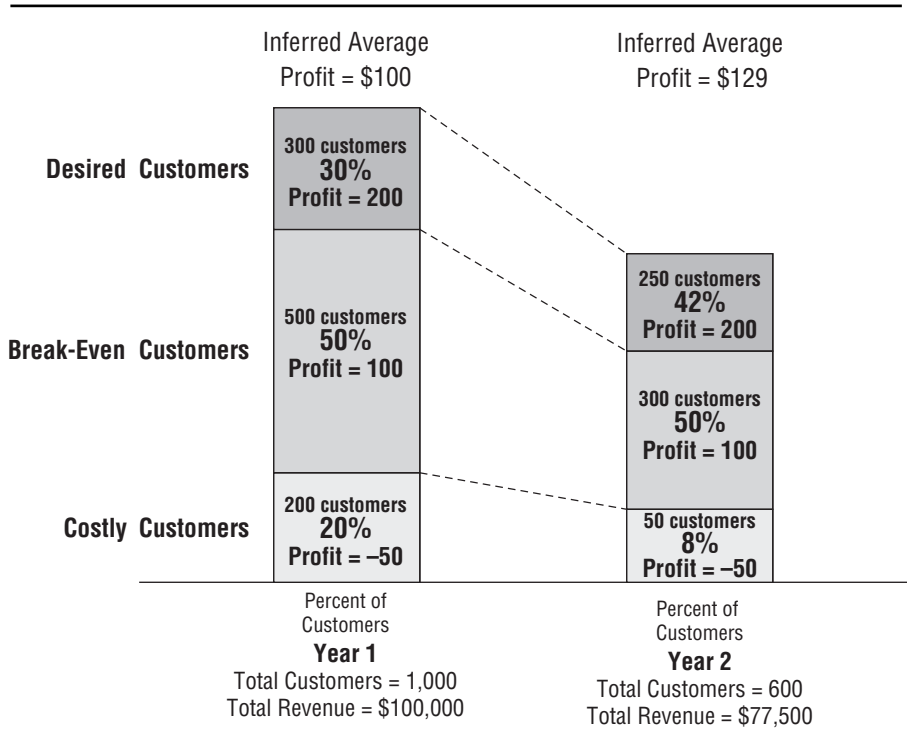 Inferred Average
Profit = $100
Inferred Average
Profit = $129
Desired Customers
300 customers
30%
Profit = 200
250 customers
42%
Profit = 200
Break-Even Customers
500 customers
50%
Profit = 100
300 customers
50%
Profit = 100
Costly Customers
200 customers
20%
Profit = –50
50 customers
8%
Profit = –50
Percent of
Customers
Year 1
Total Customers = 1,000
Total Revenue = $100,000
Percent of
Customers
Year 2
Total Customers = 600
Total Revenue = $77,500